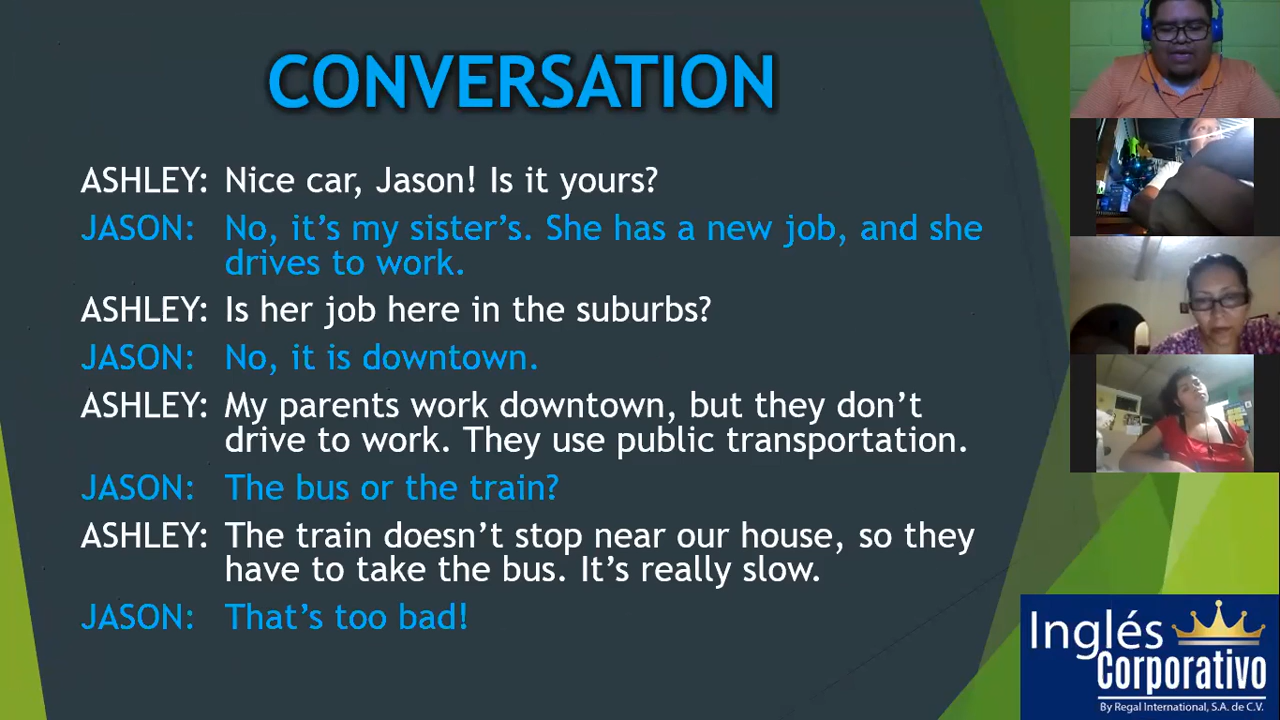 CONVERSATION
ASHLEY: Nice car, Jason! Is it yours?
JASON: No, it's my sister's. She has a new job, and she
drives to work.
ASHLEY: Is her job here in the suburbs?
JASON: No, it is downtown.
ASHLEY: My parents work downtown, but they don't
drive to work. They use public transportation.
JASON: The bus or the train?
ASHLEY: The train doesn't stop near our house, so they
have to take the bus. It's really slow.
JASON: That's too bad!
Inglés
Corporativo
By Regal International, S.A. de C.V.